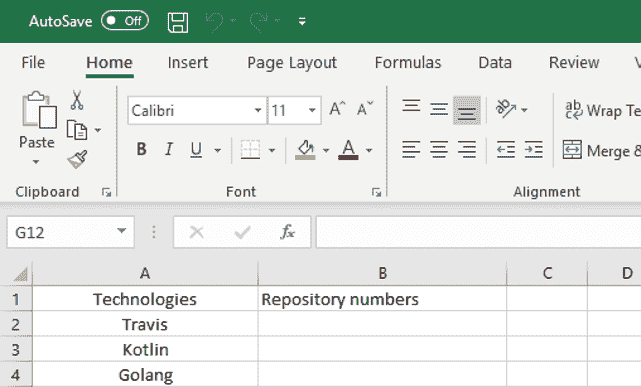 AutoSave Off
File Home Insert Page Layout Formulas Data Review
Calibri 11 A A ab Wrap Te
Paste B I U A Merge &
Clipboard Font Alignment
G12 fx
A B C D
1 Technologies Repository numbers
2 Travis
3 Kotlin
4 Golang